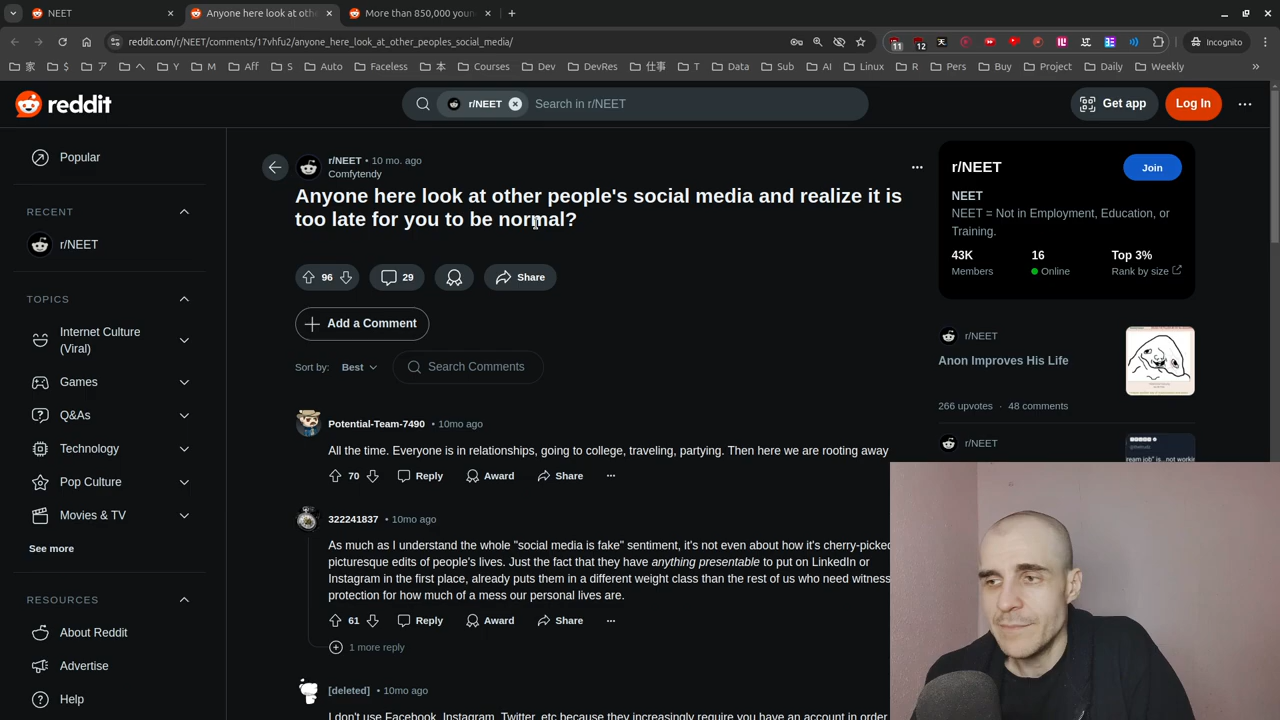 NEET
Anyone here look at othe
More than 850,000 youn
reddit.com/r/NEET/comments/17vhfu2/anyone_here_look_at_other_peoples_social_media/
11
12
Incognito
家
$
ア
へ
Y
M
Aff
S
Auto
Faceless
本
Courses
Dev
DevRes
仕事
T
Data
Sub
AI
Linux
R
Pers
Buy
Project
Daily
Weekly
»
reddit
r/NEET
Search in r/NEET
Get app
Log In
Popular
RECENT
r/NEET
TOPICS
Internet Culture
(Viral)
Games
Q&As
Technology
Pop Culture
Movies & TV
See more
RESOURCES
About Reddit
Advertise
Help
r/NEET • 10 mo. ago
Comfytendy
Anyone here look at other people's social media and realize it is
too late for you to be normal?
96
29
Share
Add a Comment
Sort by: Best
Search Comments
Potential-Team-7490 • 10mo ago
All the time. Everyone is in relationships, going to college, traveling, partying. Then here we are rooting away
70 Reply Award Share
322241837 • 10mo ago
As much as I understand the whole "social media is fake" sentiment, it's not even about how it's cherry-picked
picturesque edits of people's lives. Just the fact that they have anything presentable to put on LinkedIn or
Instagram in the first place, already puts them in a different weight class than the rest of us who need witness
protection for how much of a mess our personal lives are.
61 Reply Award Share
1 more reply
[deleted] • 10mo ago
I don't use Facebook, Instagram, Twitter, etc because they increasingly require you have an account in order
r/NEET
Join
NEET
NEET = Not in Employment, Education, or
Training.
43K
16
Top 3%
Members
Online
Rank by size
r/NEET
Anon Improves His Life
266 upvotes • 48 comments
r/NEET